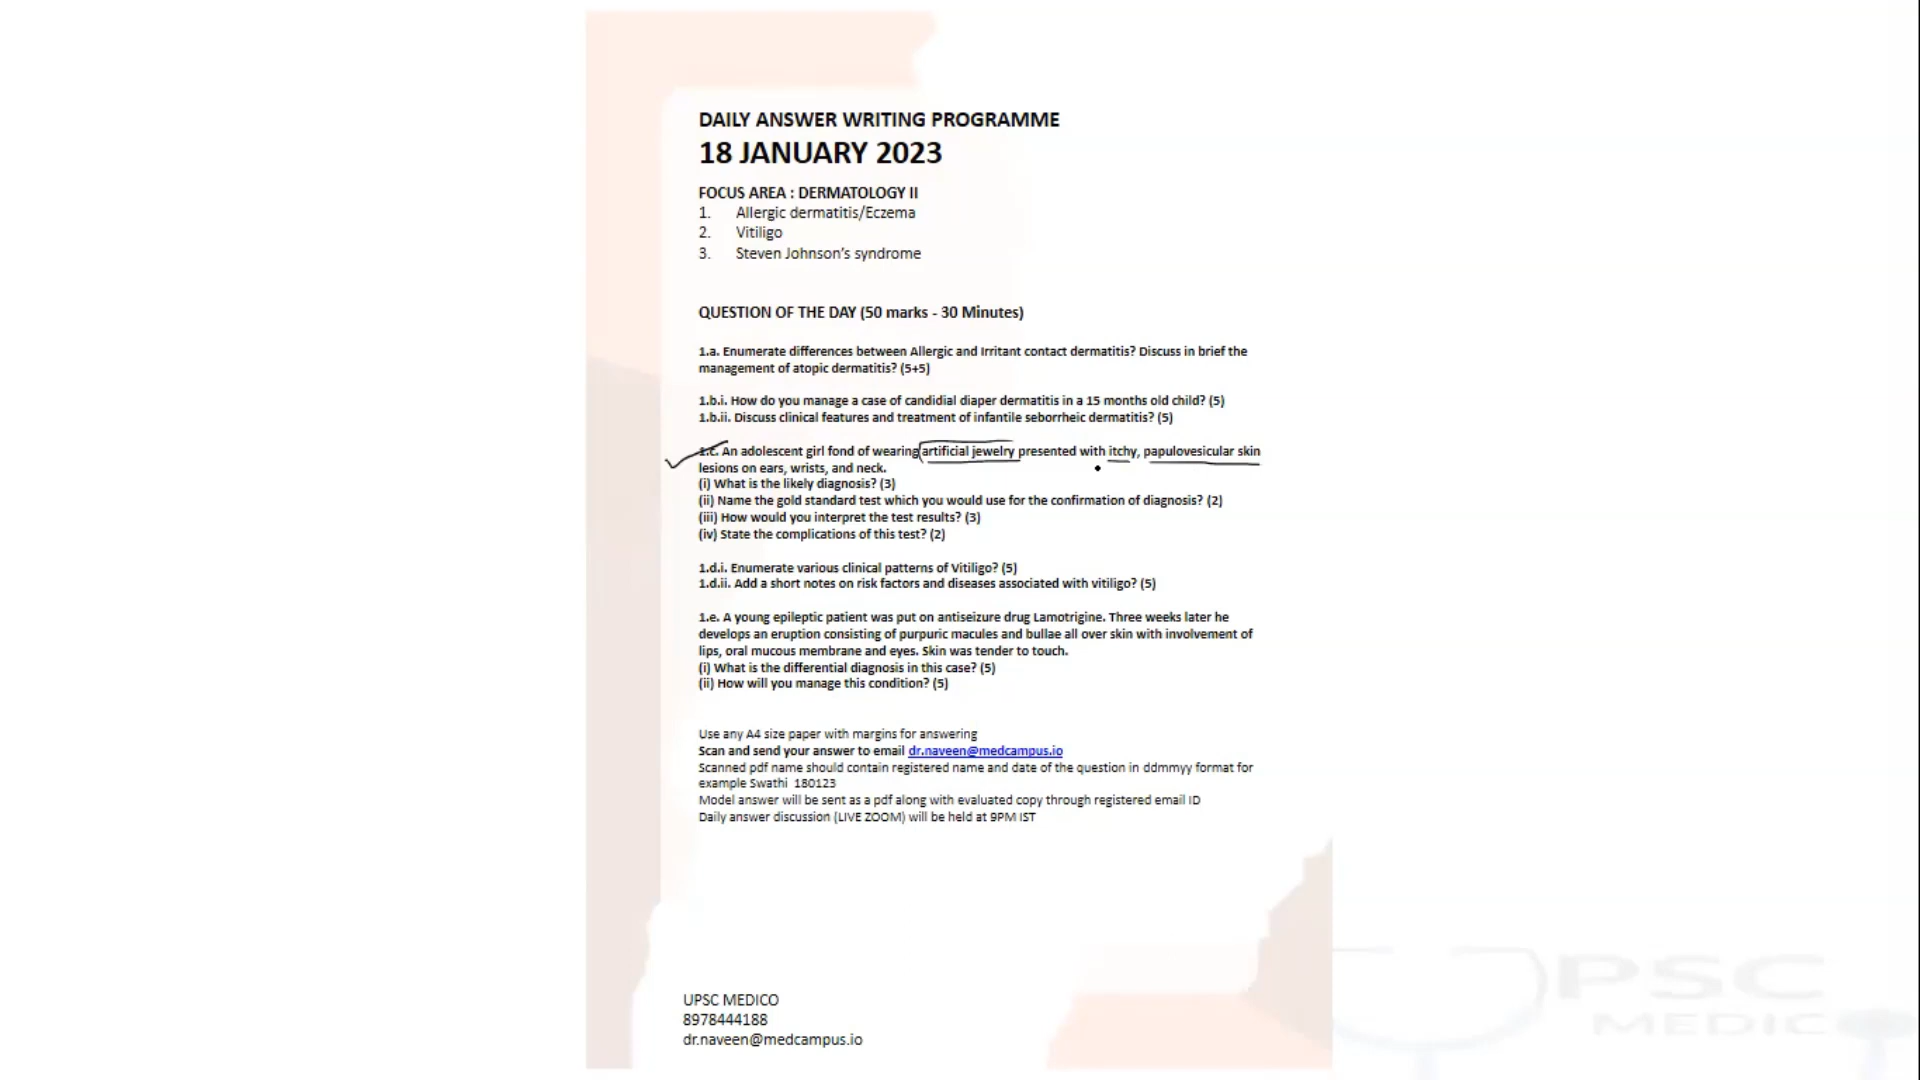 DAILY ANSWER WRITING PROGRAMME
18 JANUARY 2023
FOCUS AREA : DERMATOLOGY II
1. Allergic dermatitis/Eczema
2. Vitiligo
3. Steven Johnson's syndrome
QUESTION OF THE DAY (50 marks - 30 Minutes)
1.a. Enumerate differences between Allergic and Irritant contact dermatitis? Discuss in brief the
management of atopic dermatitis? (5+5)
1.b.i. How do you manage a case of candidial diaper dermatitis in a 15 months old child? (5)
1.b.ii. Discuss clinical features and treatment of infantile seborrheic dermatitis? (5)
1.c. An adolescent girl fond of wearing artificial jewelry presented with itchy, papulovesicular skin
lesions on ears, wrists, and neck.
(i) What is the likely diagnosis? (3)
(ii) Name the gold standard test which you would use for the confirmation of diagnosis? (2)
(iii) How would you interpret the test results? (3)
(iv) State the complications of this test? (2)
1.d.i. Enumerate various clinical patterns of Vitiligo? (5)
1.d.ii. Add a short notes on risk factors and diseases associated with vitiligo? (5)
1.e. A young epileptic patient was put on antiseizure drug Lamotrigine. Three weeks later he
develops an eruption consisting of purpuric macules and bullae all over skin with involvement of
lips, oral mucous membrane and eyes. Skin was tender to touch.
(i) What is the differential diagnosis in this case? (5)
(ii) How will you manage this condition? (5)
Use any A4 size paper with margins for answering
Scan and send your answer to email dr.naveen@medcampus.io
Scanned pdf name should contain registered name and date of the question in ddmmyy format for
example Swathi 180123
Model answer will be sent as a pdf along with evaluated copy through registered email ID
Daily answer discussion (LIVE ZOOM) will be held at 9PM IST
UPSC MEDICO
8978444188
dr.naveen@medcampus.io
UPSC
MEDICO